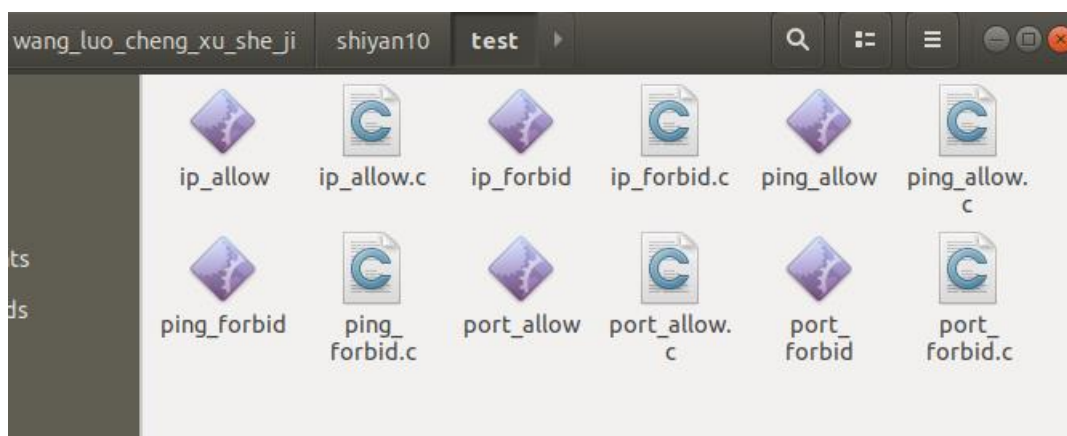 wang_luo_cheng_xu_she_ji shiyan10 test
ip_allow ip_allow.c ip_forbid ip_forbid.c ping_allow ping_allow.
c
ts
ds
ping_forbid ping_ port_allow port_allow. port_ port_
forbid.c c forbid forbid.c